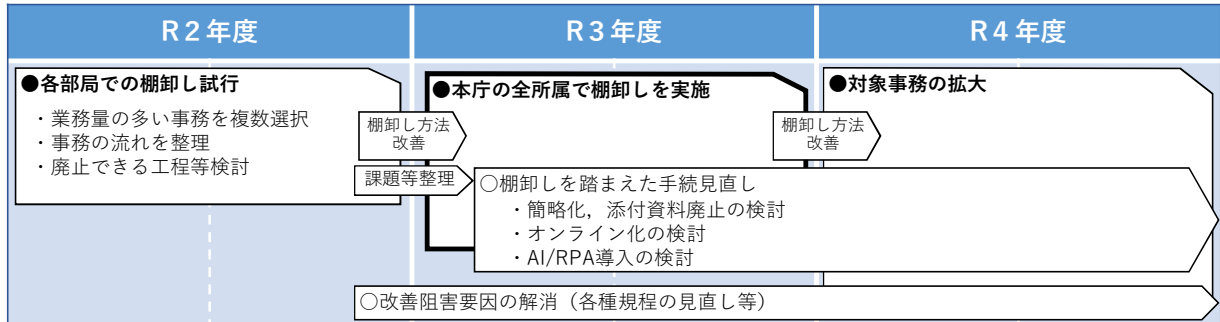 R2年度
R3年度
R4年度
●各部局での棚卸し試行
・業務量の多い事務を複数選択
・事務の流れを整理
・廃止できる工程等検討
棚卸し方法
改善
課題等整理
●本庁の全所属で棚卸しを実施
棚卸し方法
改善
●対象事務の拡大
○棚卸しを踏まえた手続見直し
・簡略化，添付資料廃止の検討
・オンライン化の検討
・AI/RPA導入の検討
○改善阻害要因の解消（各種規程の見直し等）